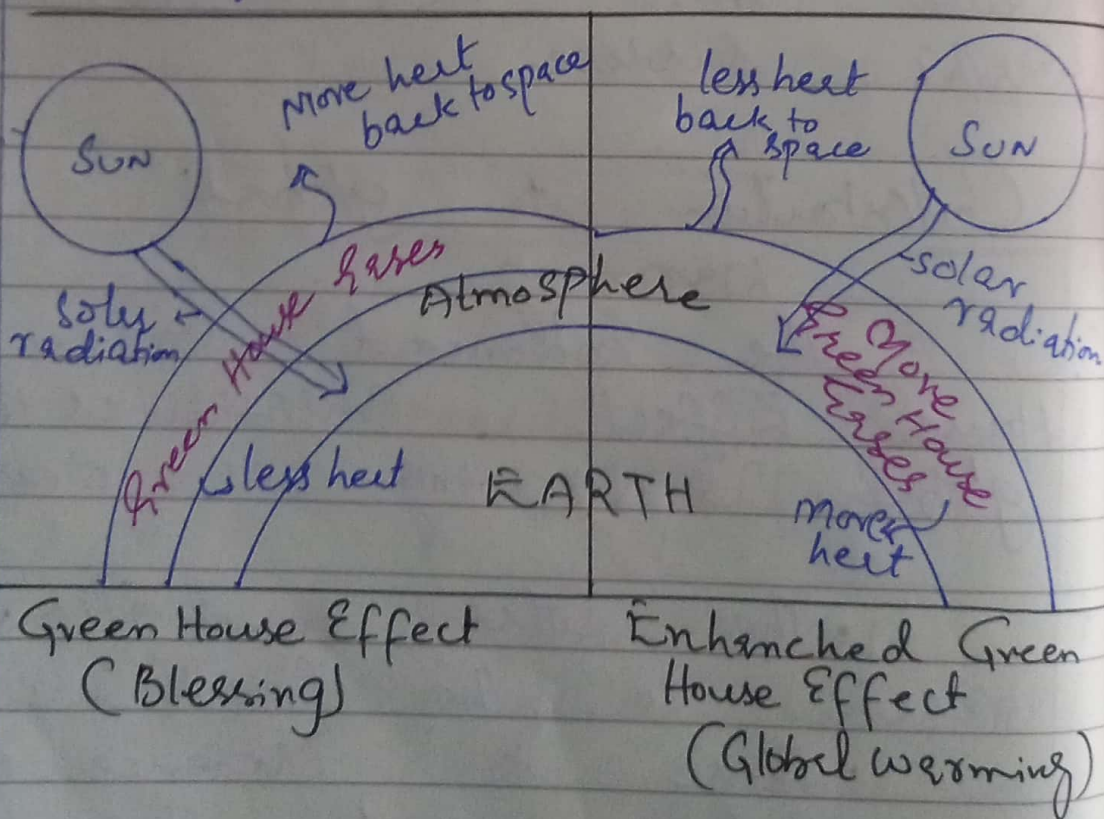 More heat
back to space
less heat
back to
space
SUN
SUN
Green House Gases
Atmosphere
solar
radiation
soly
radiation
More
Green House
Gases
less heat
EARTH
More
heat
Green House Effect
(Blessing)
Enhanched Green
House Effect
(Global warming)